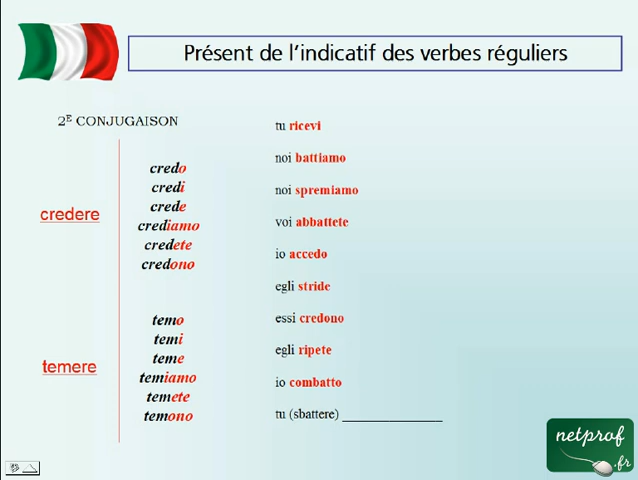 Présent de l'indicatif des verbes réguliers
2E CONJUGAISON
credere
credo
credi
crede
crediamo
credete
credono
temere
temo
temi
teme
temiamo
temete
temono
tu ricevi
noi battiamo
noi spremiamo
voi abbattete
io accedo
egli stride
essi credono
egli ripete
io combatto
tu (sbattere) ________________
netprof
.fr